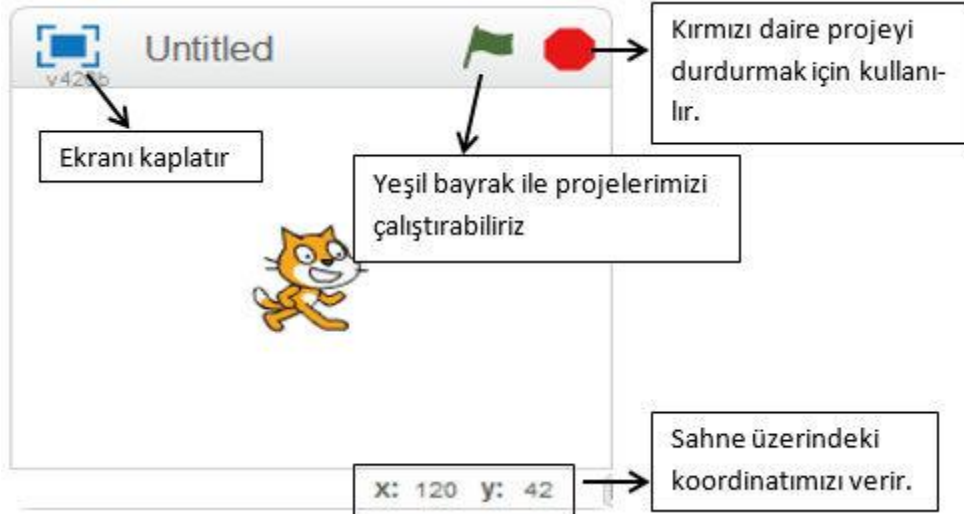 Untitled
v426b
Kırmızı daire projeyi
durdurmak için kullanı-
lır.
Ekranı kaplatır
Yeşil bayrak ile projelerimizi
çalıştırabiliriz
Sahne üzerindeki
koordinatımızı verir.
x: 120 y: 42